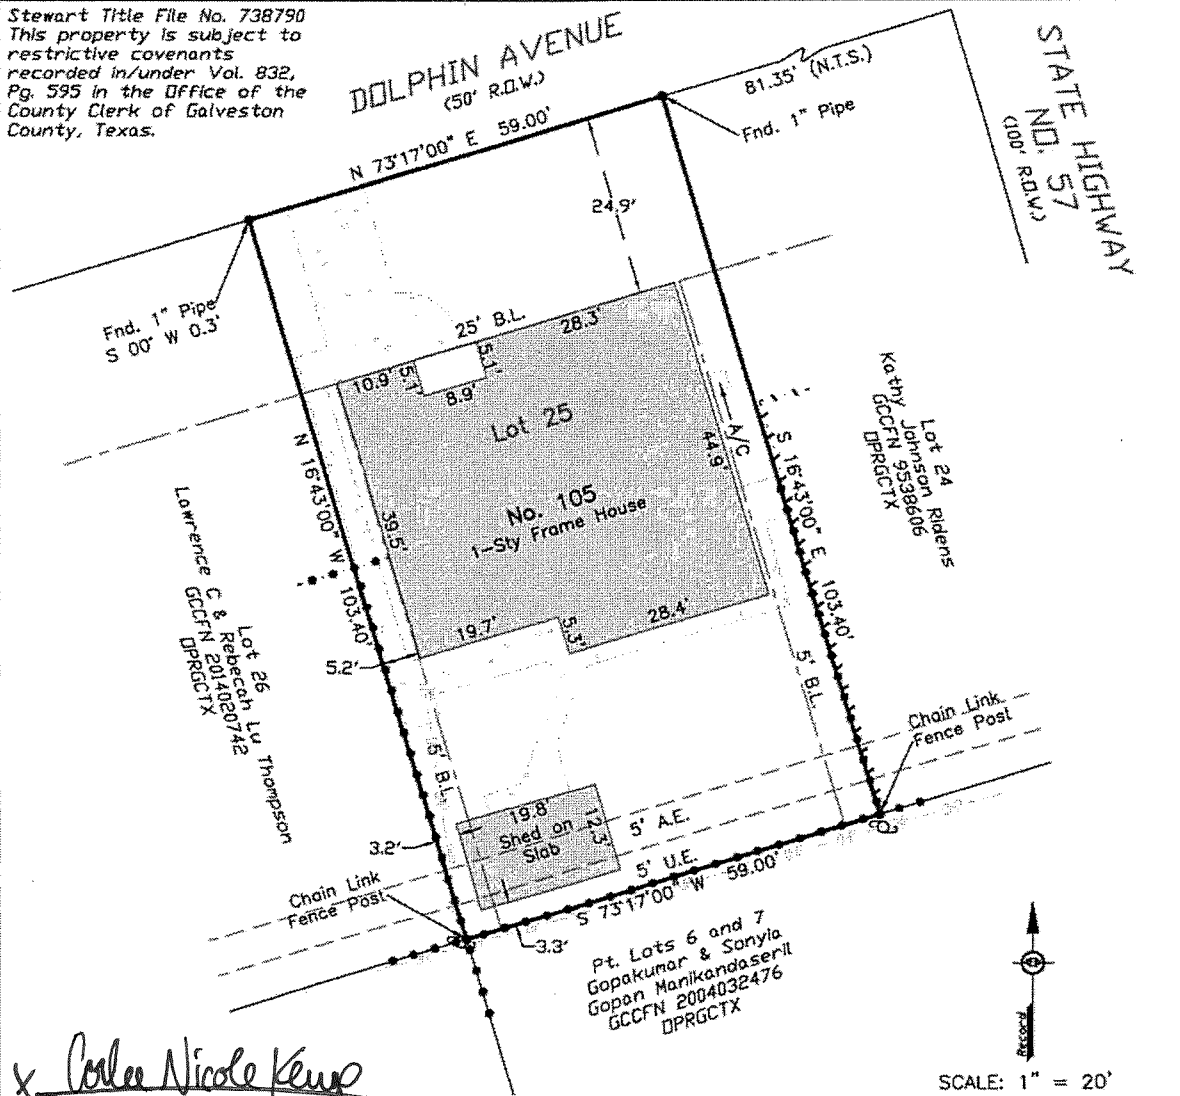 Stewart Title File No. 738790
This property is subject to
restrictive covenants
recorded in/under Vol. 832,
Pg. 595 in the Office of the
County Clerk of Galveston
County, Texas.
DOLPHIN AVENUE
(50' R.O.W.)
N 73°17'00" E 59.00'
81.35' (N.T.S.)
Fnd. 1" Pipe
STATE HIGHWAY
NO. 57
(100' R.O.W.)
24.9'
Fnd. 1" Pipe
S 00° W 0.3'
25' B.L.
28.3'
10.9'
5.1'
8.9'
5.1'
Lot 25
A/C
44.9'
N 16°43'00" W 103.40'
39.5'
No. 105
1-Sty Frame House
S 16°43'00" E 103.40'
Lot 24
Kathy Johnson Ridens
GCCFN 9538606
OPRGCTX
Lot 26
Lawrence C & Rebecah Lu Thompson
GCCFN 2014020742
OPRGCTX
19.7'
5.3'
28.4'
5.2'
5' B.L.
5' B.L.
Chain Link
Fence Post
19.8'
12.3'
Shed on
Slab
5' A.E.
5' U.E.
3.2'
Chain Link
Fence Post
S 73°17'00" W 59.00'
3.3'
Pt. Lots 6 and 7
Gopakumar & Sonyia
Gopan Manikandaseril
GCCFN 2004032476
OPRGCTX
Record
SCALE: 1" = 20'
x Corlee Nicole Kemp